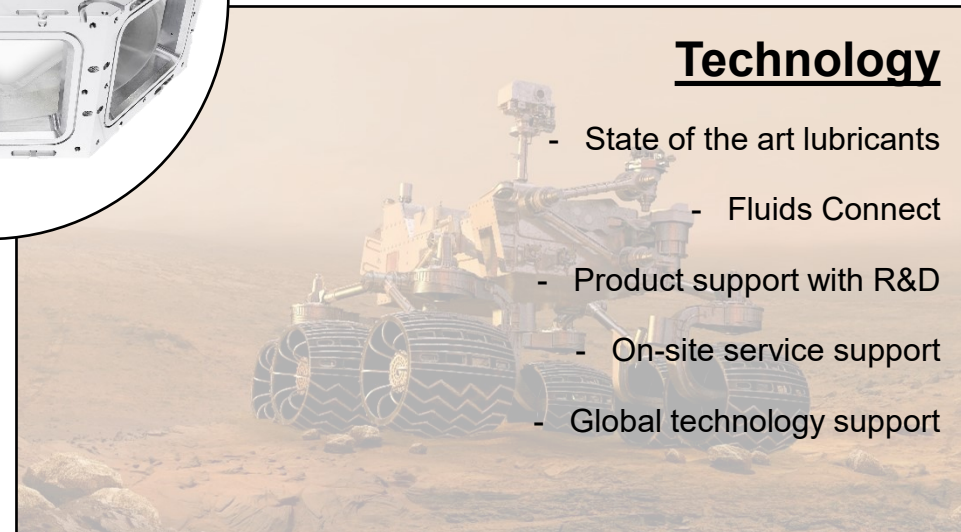 Technology
- State of the art lubricants
- Fluids Connect
- Product support with R&D
- On-site service support
- Global technology support